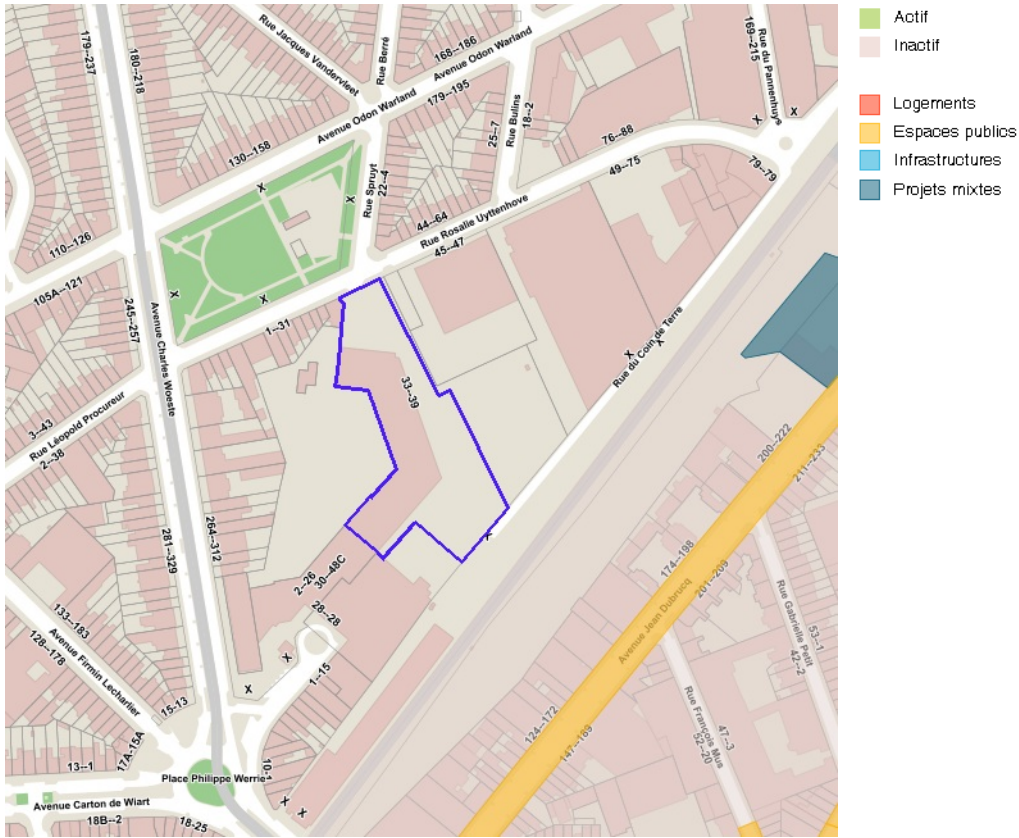 Actif
Inactif
Logements
Espaces publics
Infrastructures
Projets mixtes
179--237
180--218
Rue Jacques Vandervleet
Rue Berré
168--186
Avenue Odon Warland
179--195
Avenue Odon Warland
130--158
Rue Bulins
18--2
25--7
Rue Spruyt
22--4
169--215
Rue du Pannenhuys
X
X
76--88
49--75
79--79
X
X
44--64
Rue Rosalie Uyttenhove
45--47
110--126
105A--121
X
X
1--31
245--257
Avenue Charles Woeste
Rue du Coin de Terre
X
X
33--39
3--43
Rue Léopold Procureur
2--38
200--222
211--233
264--312
281--329
X
174--198
201--209
2--26
30--48C
28--28
Avenue Jean Dubrucq
Rue Gabrielle Petit
53--1
42--2
133--183
128--178
Avenue Firmin Lecharlier
X
X
1--15
15-13
17A-15A
13--1
Place Philippe Werrie
10-1
Rue François Mus
47--3
52--20
124--172
147--189
Avenue Carton de Wiart
18B--2
18-25
X
X